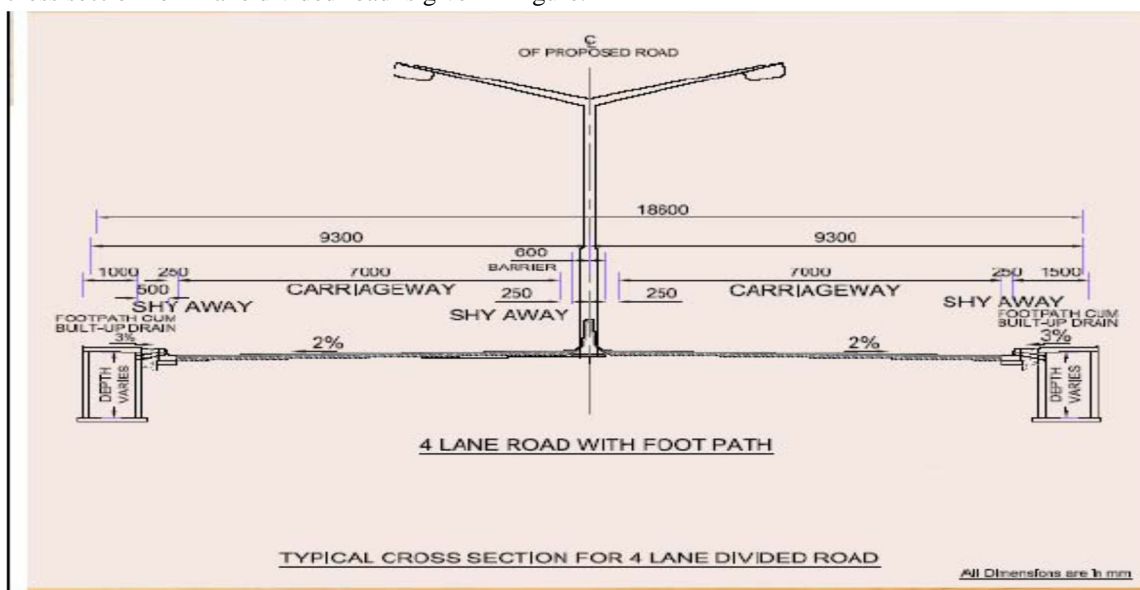 C͟L
OF PROPOSED ROAD
18600
9300
9300
600
BARRIER
1000 250
7000
7000
250 1500
500
CARRIAGEWAY
250
250
CARRIAGEWAY
SHY AWAY
SHY AWAY
SHY AWAY
FOOTPATH CUM
BUILT-UP DRAIN
FOOTPATH CUM
BUILT-UP DRAIN
3%
2%
2%
3%
DEPTH
VARIES
DEPTH
VARIES
4 LANE ROAD WITH FOOT PATH
TYPICAL CROSS SECTION FOR 4 LANE DIVIDED ROAD
All Dimensions are in mm